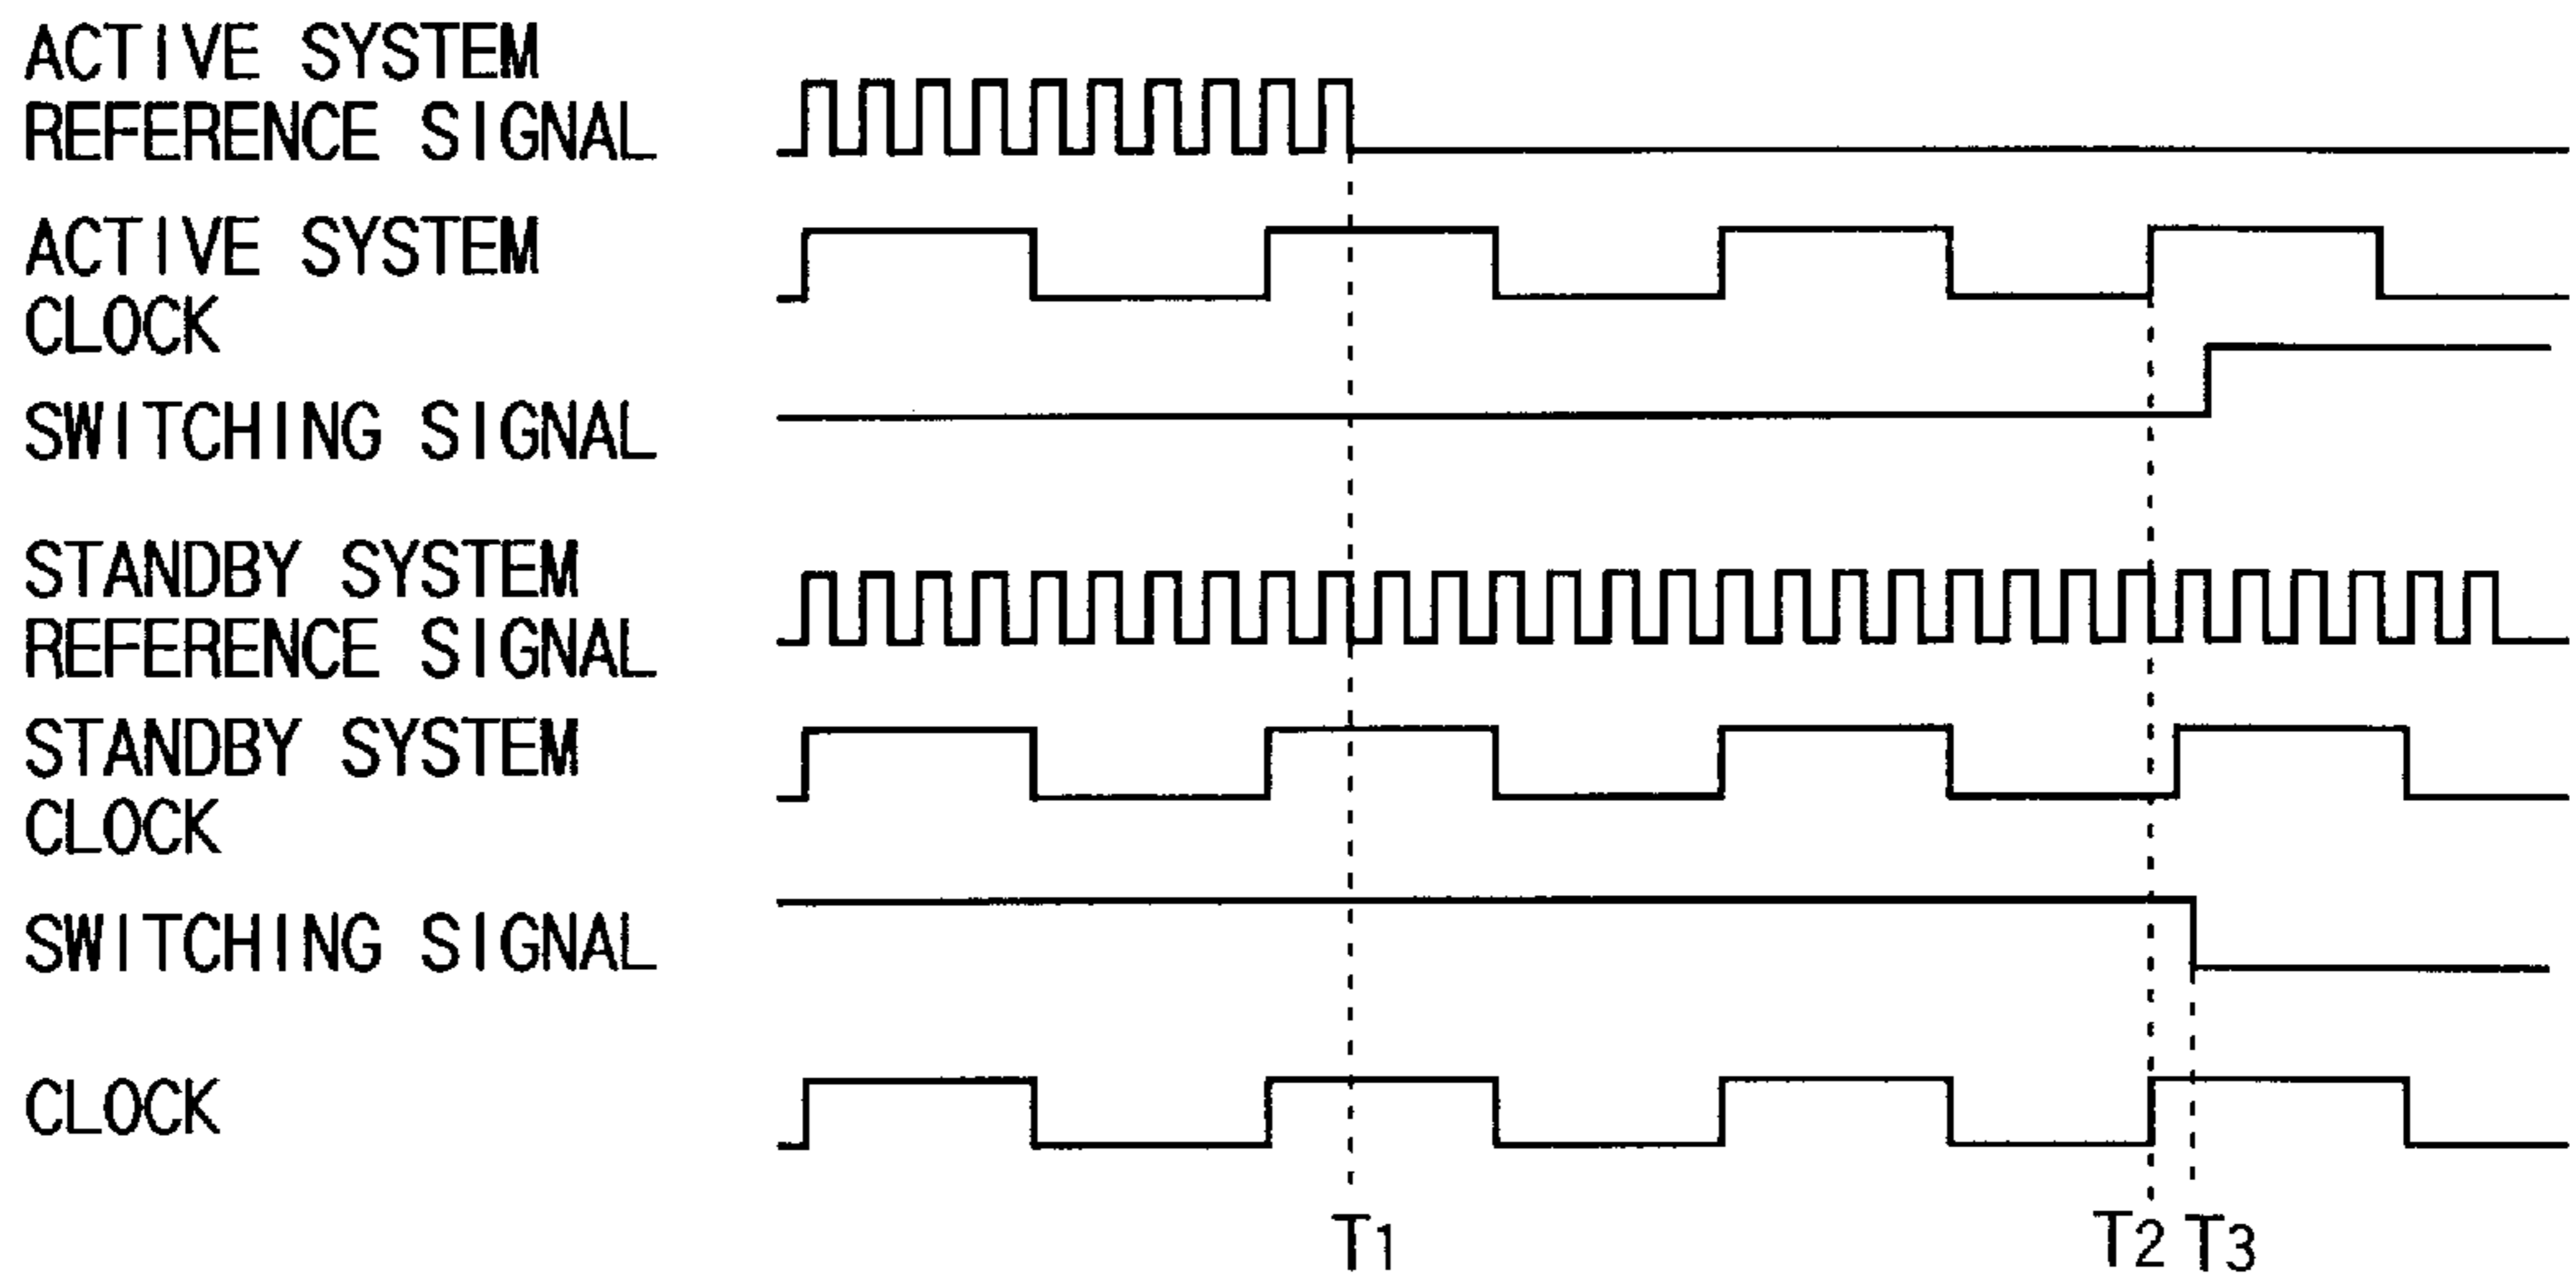 ACTIVE SYSTEM
REFERENCE SIGNAL
ACTIVE SYSTEM
CLOCK
SWITCHING SIGNAL
STANDBY SYSTEM
REFERENCE SIGNAL
STANDBY SYSTEM
CLOCK
SWITCHING SIGNAL
CLOCK
T1 T2 T3